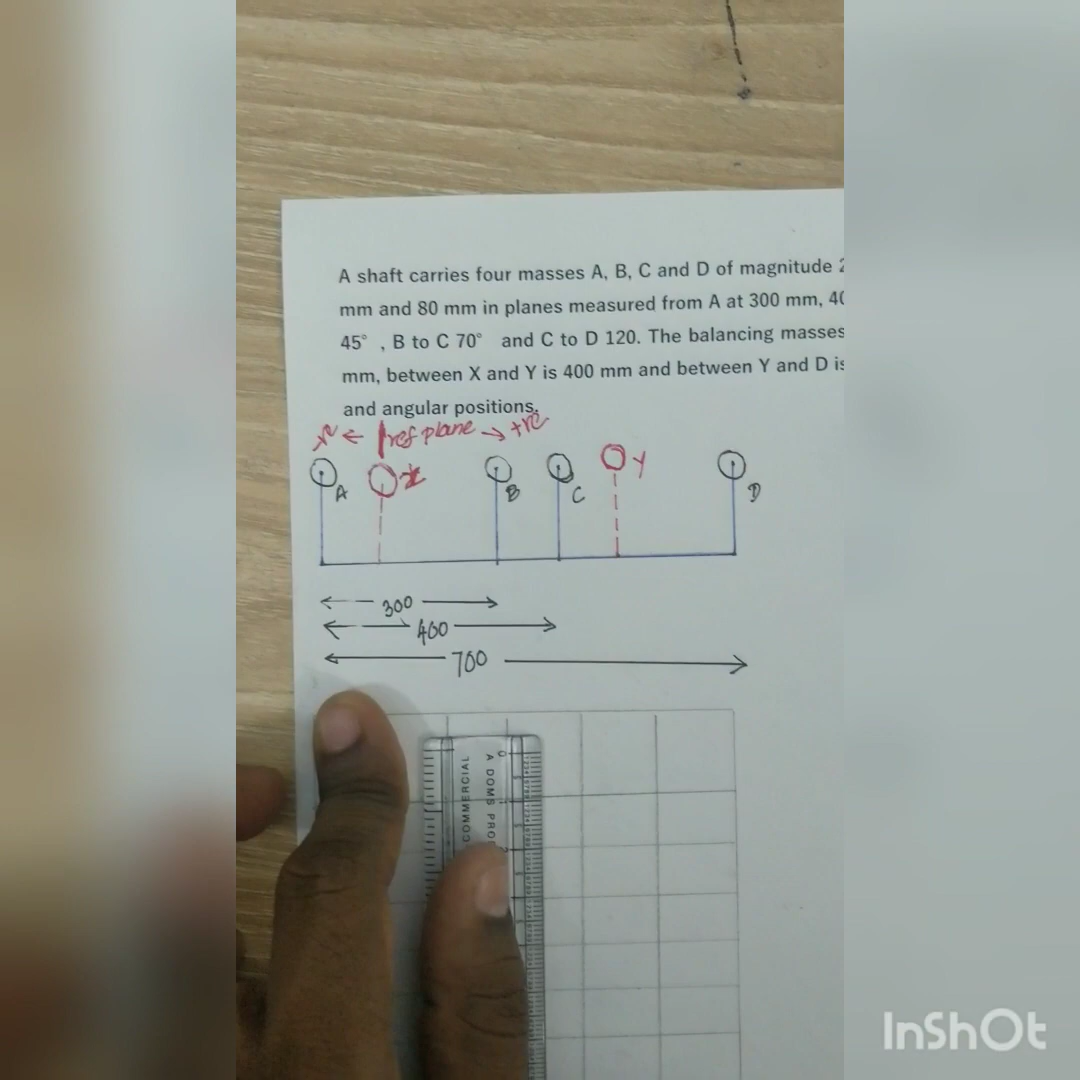 A shaft carries four masses A, B, C and D of magnitude
mm and 80 mm in planes measured from A at 300 mm,
45° , B to C 70° and C to D 120. The balancing masses
mm, between X and Y is 400 mm and between Y and D is
and angular positions.
ref plane → +ve
A B C Y D
300
400
700
COMMERCIAL
A DOMS PRO
InShOt